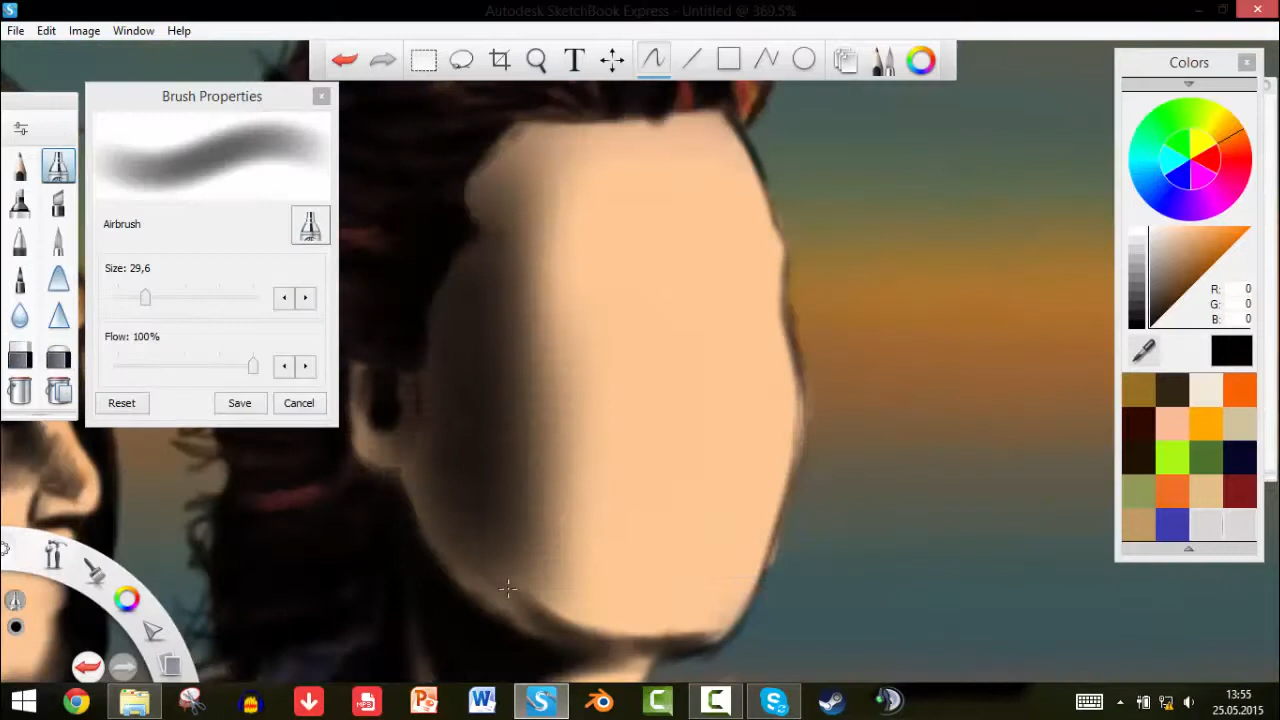 Autodesk SketchBook Express - Untitled @ 369.5%
File Edit Image Window Help
Brush Properties
Airbrush
Size: 29,6
Flow: 100%
Reset Save Cancel
Colors
R: 0
G: 0
B: 0
13:55
25.05.2015